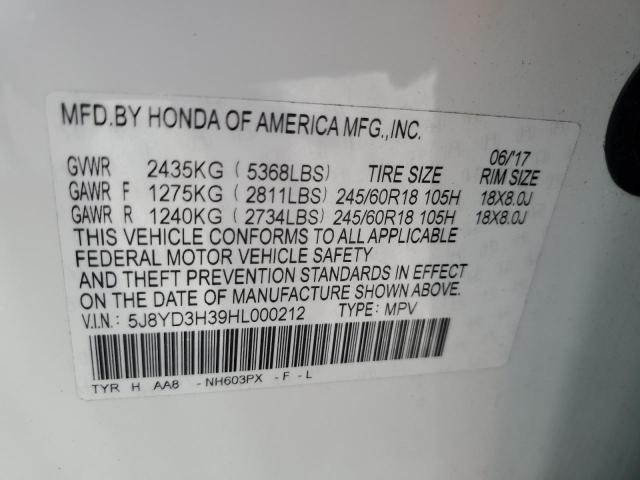 MFD.BY HONDA OF AMERICA MFG.,INC.
06/'17
GVWR 2435KG ( 5368LBS) TIRE SIZE RIM SIZE
GAWR F 1275KG ( 2811LBS) 245/60R18 105H 18X8.0J
GAWR R 1240KG ( 2734LBS) 245/60R18 105H 18X8.0J
THIS VEHICLE CONFORMS TO ALL APPLICABLE
FEDERAL MOTOR VEHICLE SAFETY
AND THEFT PREVENTION STANDARDS IN EFFECT
ON THE DATE OF MANUFACTURE SHOWN ABOVE.
V.I.N.: 5J8YD3H39HL000212 TYPE: MPV
TYR H AA8 - NH603PX - F - L